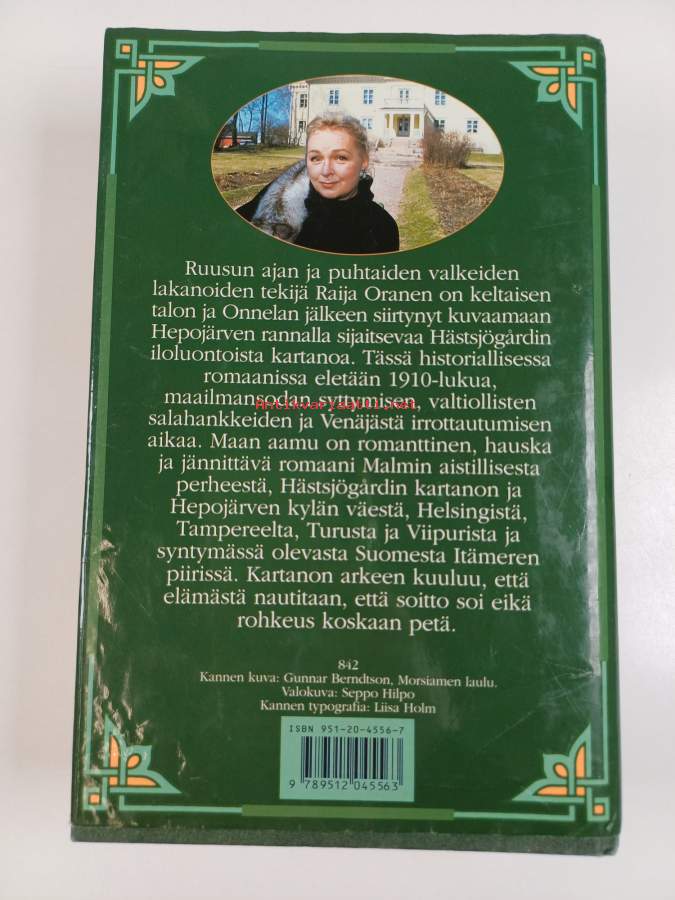 Ruusun ajan ja puhtaiden valkeiden
lakanoiden tekijä Raija Oranen on keltaisen
talon ja Onnelan jälkeen siirtynyt kuvaamaan
Hepojärven rannalla sijaitsevaa Hästsjögårdin
iloluontoista kartanoa. Tässä historiallisessa
romaanissa eletään 1910-lukua,
maailmansodan syttymisen, valtiollisten
Antikvariaatti.net
salahankkeiden ja Venäjästä irrottautumisen
aikaa. Maan aamu on romanttinen, hauska
ja jännittävä romaani Malmin aistillisesta
perheestä, Hästsjögårdin kartanon ja
Hepojärven kylän väestä, Helsingistä,
Tampereelta, Turusta ja Viipurista ja
syntymässä olevasta Suomesta Itämeren
piirissä. Kartanon arkeen kuuluu, että
elämästä nautitaan, että soitto soi eikä
rohkeus koskaan petä.
842
Kannen kuva: Gunnar Berndtson, Morsiamen laulu.
Valokuva: Seppo Hilpo
Kannen typografia: Liisa Holm
ISBN 951-20-4556-7
9 789512 045563